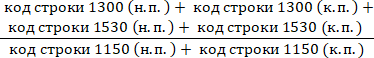 код строки 1300 (н.п.) + код строки 1300 (к.п.) +
код строки 1530 (н.п.) + код строки 1530 (к.п.)
код строки 1150 (н.п.) + код строки 1150 (к.п.)